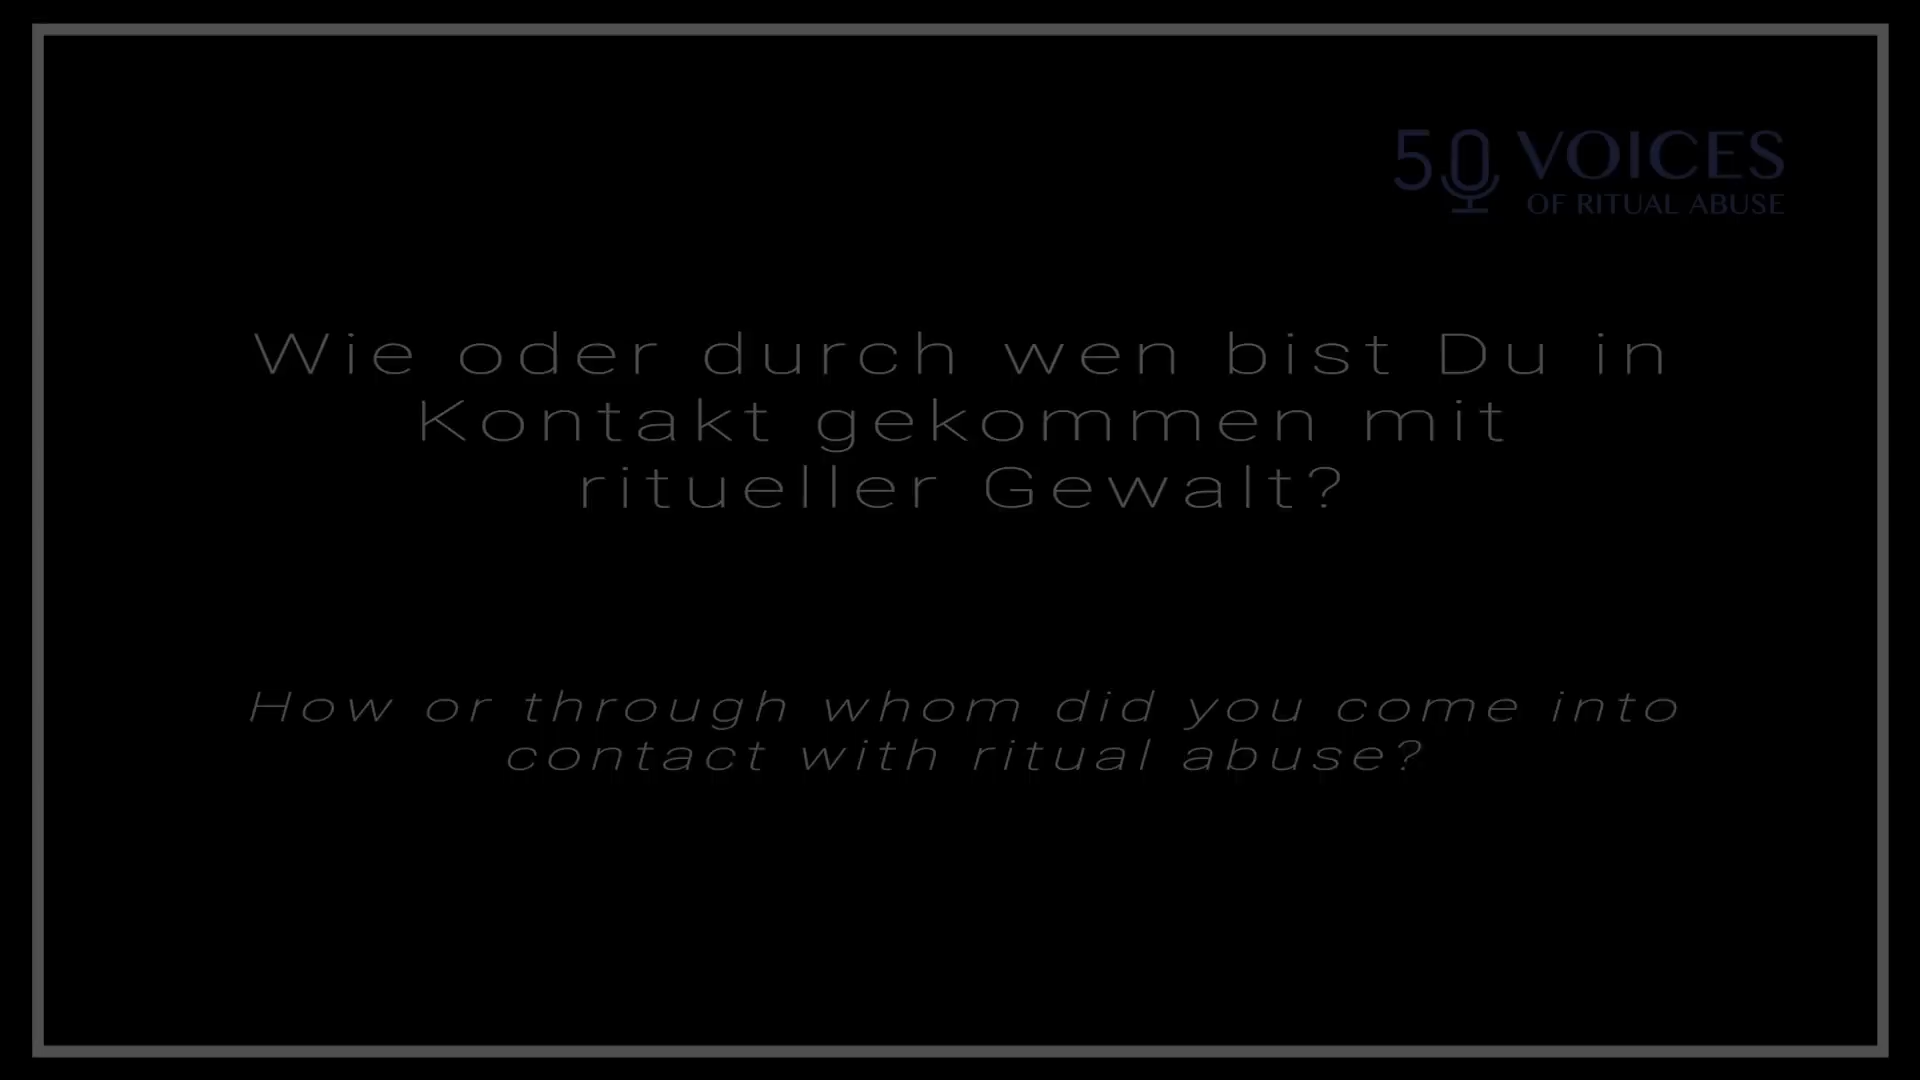 50 VOICES
OF RITUAL ABUSE
Wie oder durch wen bist Du in
Kontakt gekommen mit
ritueller Gewalt?
How or through whom did you come into
contact with ritual abuse?